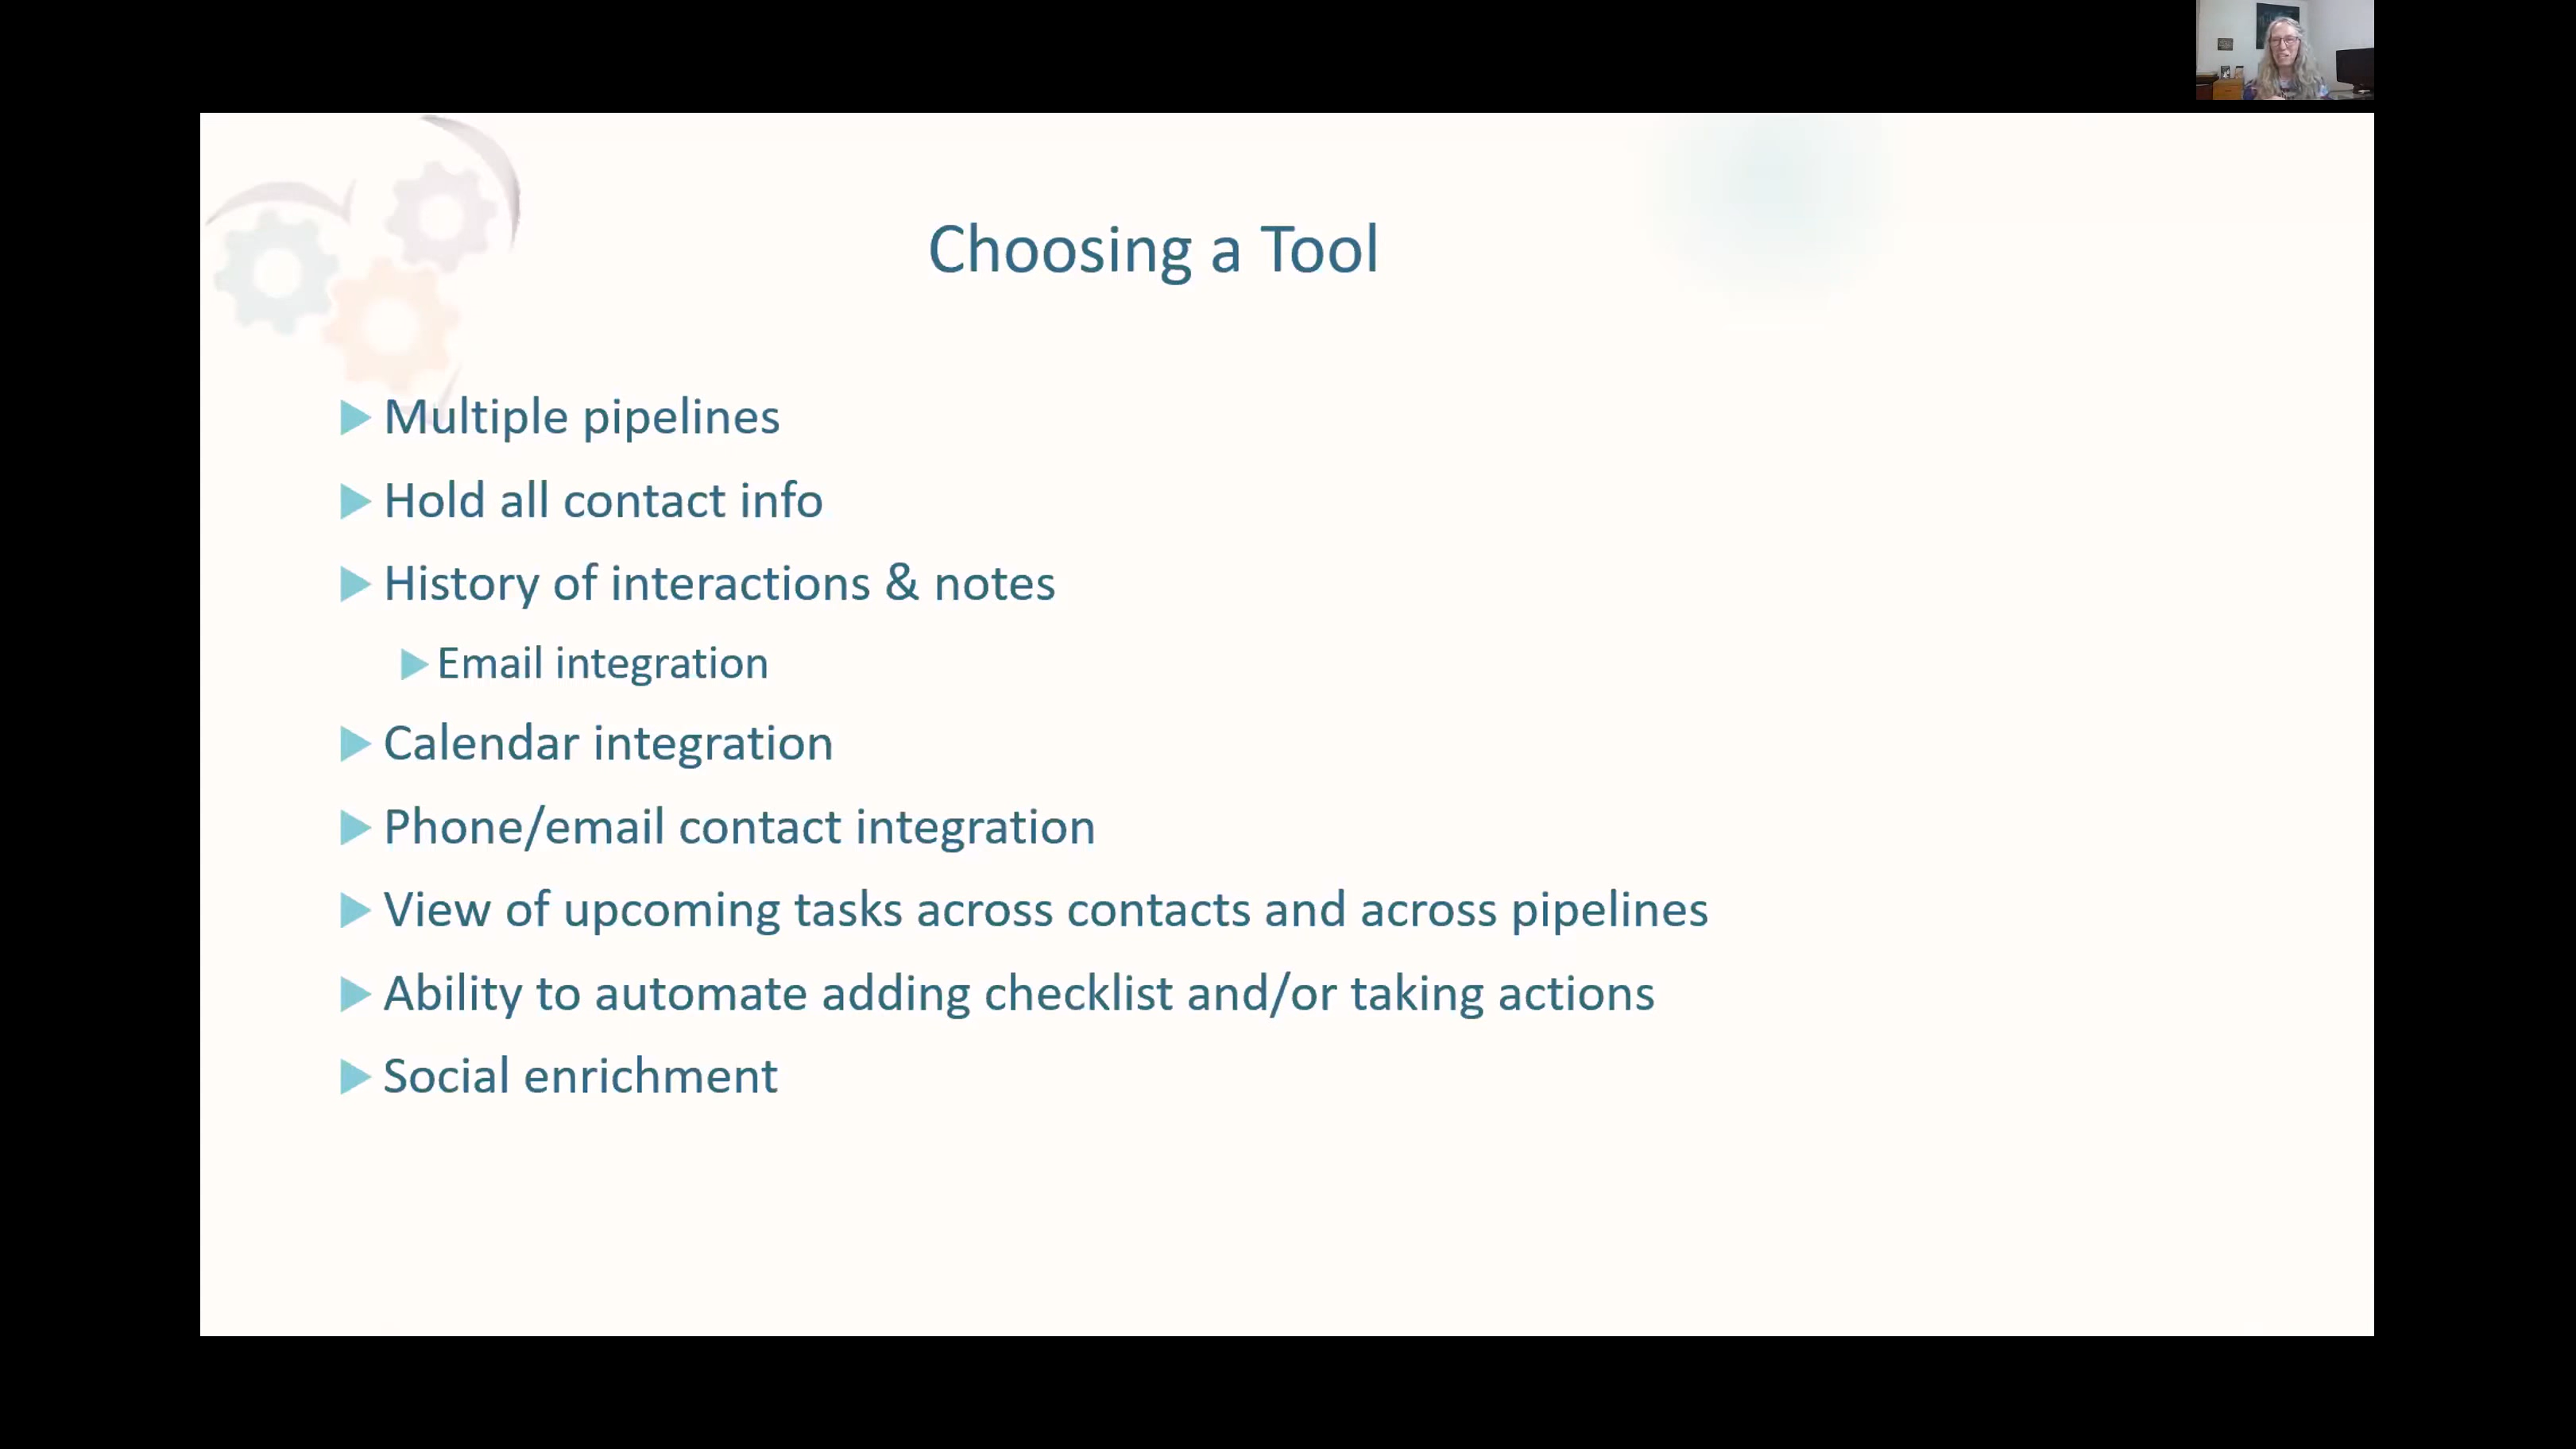 Choosing a Tool
Multiple pipelines
Hold all contact info
History of interactions & notes
Email integration
Calendar integration
Phone/email contact integration
View of upcoming tasks across contacts and across pipelines
Ability to automate adding checklist and/or taking actions
Social enrichment